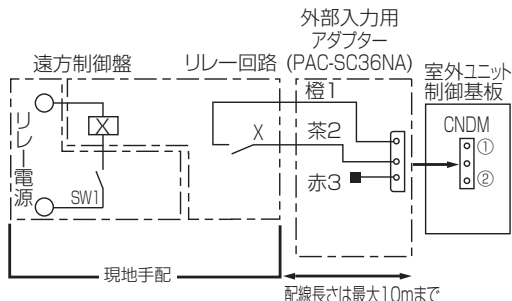 外部入力用
アダプター
(PAC-SC36NA)
遠方制御盤
リレー回路
室外ユニット
制御基板
橙1
茶2
赤3
CNDM
①
②
リレー電源
X
SW1
X
現地手配
配線長さは最大10mまで